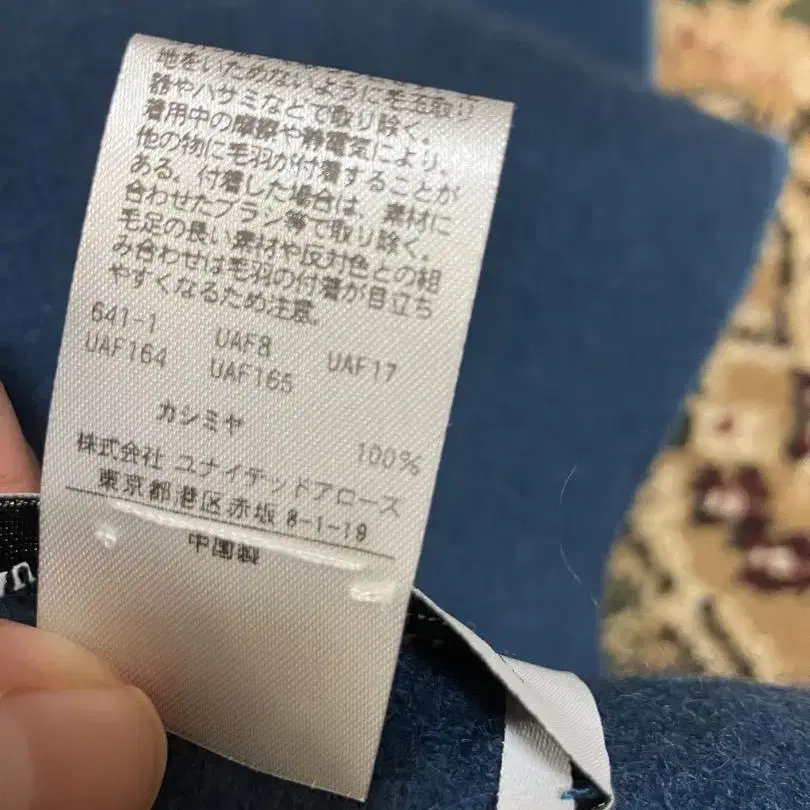 地をいためないように毛玉取り
器やハサミなどで取り除く。
着用中の摩擦や静電気により、
他の物に毛羽が付着することが
ある。付着した場合は、素材に
合わせたブラシ等で取り除く。
毛足の長い素材や反対色との組
み合わせは毛羽の付着が目立ち
やすくなるため注意。
641-1 UAF8 UAF17
UAF164 UAF165
カシミヤ 100%
株式会社 ユナイテッドアローズ
東京都港区赤坂 8-1-19
中国製